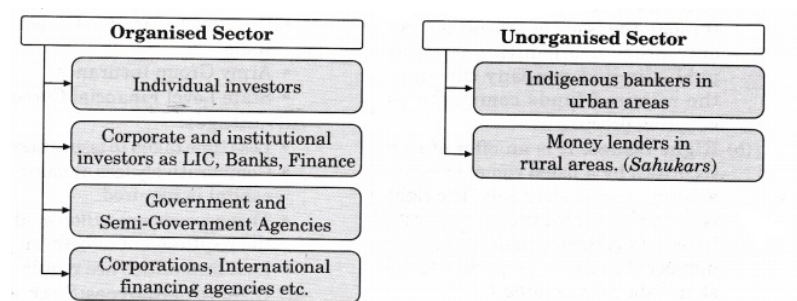 Organised Sector
Individual investors
Corporate and institutional
investors as LIC, Banks, Finance
Government and
Semi-Government Agencies
Corporations, International
financing agencies etc.
Unorganised Sector
Indigenous bankers in
urban areas
Money lenders in
rural areas. (Sahukars)